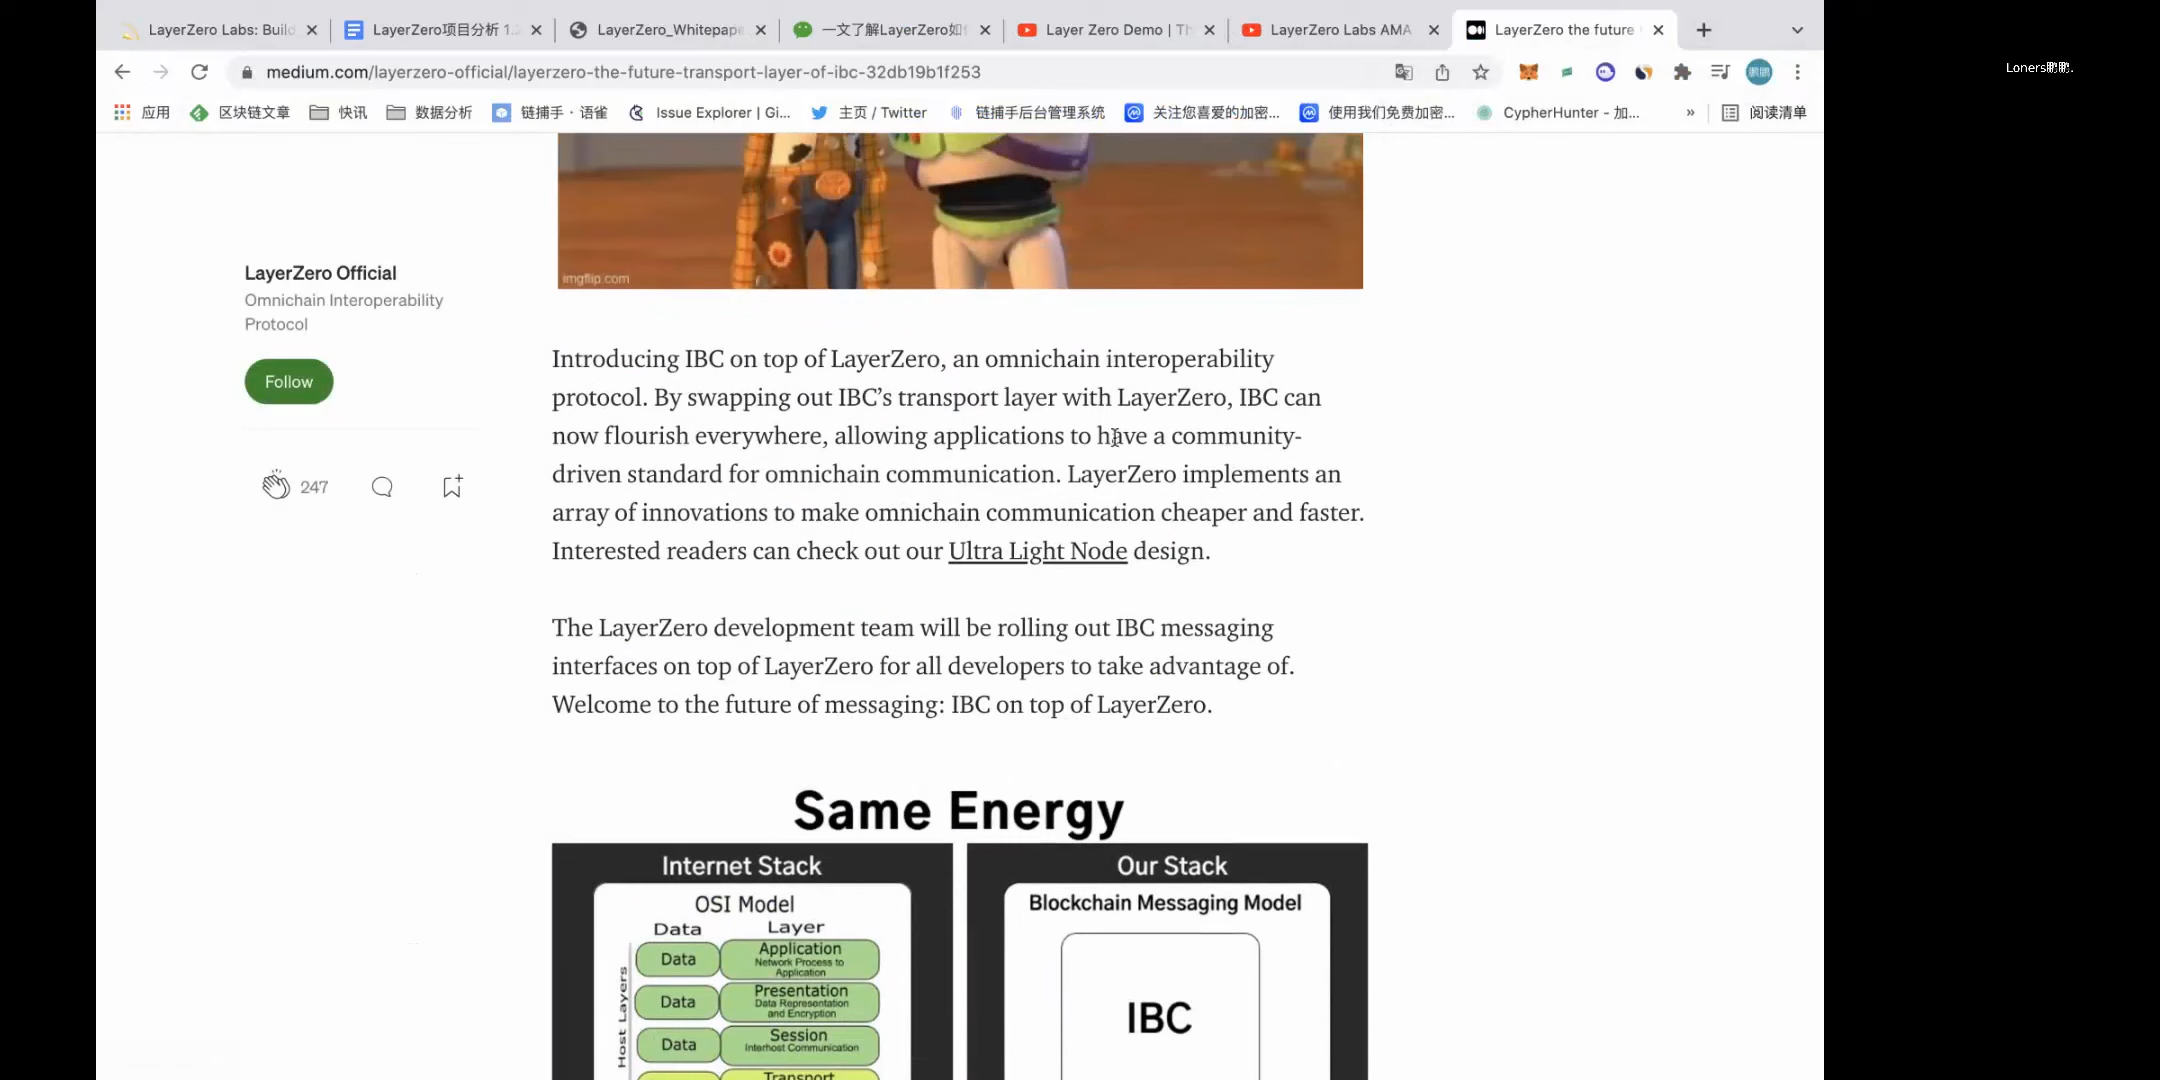 LayerZero Labs: Build
LayerZero项目分析 1.
LayerZero_Whitepape
一文了解LayerZero如
Layer Zero Demo | Th
LayerZero Labs AMA
LayerZero the future
medium.com/layerzero-official/layerzero-the-future-transport-layer-of-ibc-32db19b1f253
Loners鹏鹏.
应用
区块链文章
快讯
数据分析
链捕手 · 语雀
Issue Explorer | Gi...
主页 / Twitter
链捕手后台管理系统
关注您喜爱的加密...
使用我们免费加密...
CypherHunter - 加...
»
阅读清单
imgflip.com
LayerZero Official
Omnichain Interoperability
Protocol
Follow
247
Introducing IBC on top of LayerZero, an omnichain interoperability
protocol. By swapping out IBC’s transport layer with LayerZero, IBC can
now flourish everywhere, allowing applications to have a community-
driven standard for omnichain communication. LayerZero implements an
array of innovations to make omnichain communication cheaper and faster.
Interested readers can check out our Ultra Light Node design.
The LayerZero development team will be rolling out IBC messaging
interfaces on top of LayerZero for all developers to take advantage of.
Welcome to the future of messaging: IBC on top of LayerZero.
Same Energy
Internet Stack
OSI Model
Data Layer
Host Layers
Data
Application
Network Process to
Application
Data
Presentation
Data Representation
and Encryption
Data
Session
Interhost Communication
Transport
Our Stack
Blockchain Messaging Model
IBC